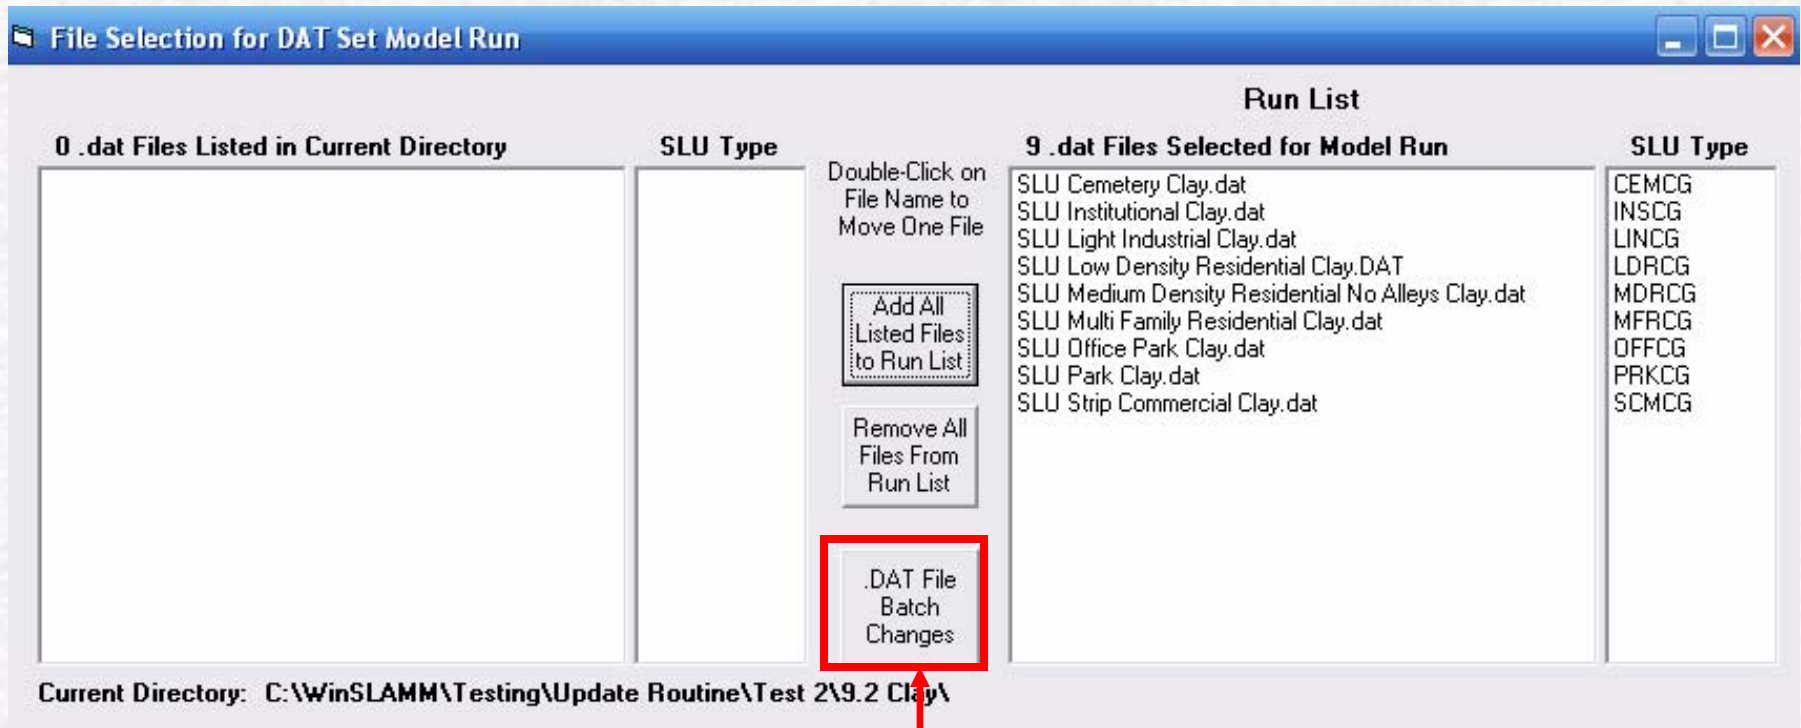 File Selection for DAT Set Model Run
Run List
0 .dat Files Listed in Current Directory
SLU Type
Double-Click on
File Name to
Move One File
Add All
Listed Files
to Run List
Remove All
Files From
Run List
.DAT File
Batch
Changes
9 .dat Files Selected for Model Run
SLU Type
SLU Cemetery Clay.dat CEMCG
SLU Institutional Clay.dat INSCG
SLU Light Industrial Clay.dat LINCG
SLU Low Density Residential Clay.DAT LDRCG
SLU Medium Density Residential No Alleys Clay.dat MDRCG
SLU Multi Family Residential Clay.dat MFRCG
SLU Office Park Clay.dat OFFCG
SLU Park Clay.dat PRKCG
SLU Strip Commercial Clay.dat SCMCG
Current Directory: C:\WinSLAMM\Testing\Update Routine\Test 2\9.2 Clay\